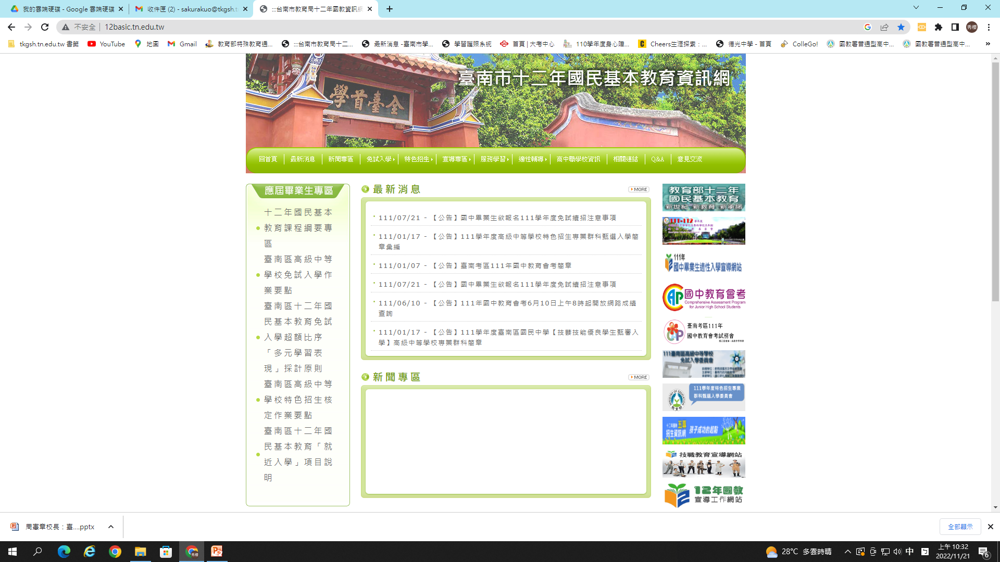 我的雲端硬碟 - Google 雲端硬碟
收件匣 (2) - sakurakuo@tkgsh.t
:::台南市教育局十二年國教資訊網
不安全 12basic.tn.edu.tw
tkgsh.tn.edu.tw 書籤 YouTube 地圖 Gmail 教育部特殊教育通... :::台南市教育局十二... 最新消息 -臺南市學... 學習護照系統 首頁 | 大考中心 110學年度身心障... Cheers生涯探索：... 德光中學 - 首頁 ColleGo! 國教署普通型高中... 國教署普通型高中... »
臺南市十二年國民基本教育資訊網
學首臺全
回首頁 最新消息 新聞專區 免試入學 特色招生 宣導專區 服務學習 適性輔導 高中職學校資訊 相關連結 Q&A 意見交流
應屆畢業生專區
十二年國民基本
教育課程綱要專
區
臺南區高級中等
學校免試入學作
業要點
臺南區十二年國
民基本教育免試
入學超額比序
「多元學習表
現」採計原則
臺南區高級中等
學校特色招生核
定作業要點
臺南區十二年國
民基本教育「就
近入學」項目說
明
最新消息
MORE
111/07/21 - 【公告】國中畢業生欲報名111學年度免試續招注意事項
111/01/17 - 【公告】111學年度高級中等學校特色招生專業群科甄選入學簡
章彙編
111/01/07 - 【公告】臺南考區111年國中教育會考簡章
111/07/21 - 【公告】國中畢業生欲報名111學年度免試續招注意事項
111/06/10 - 【公告】111年國中教育會考6月10日上午8時起開放網路成績
查詢
111/01/17 - 【公告】111學年度臺南區國民中學【技藝技能優良學生甄審入
學】高級中等學校專業群科簡章
新聞專區
MORE
教育部十二年
國民基本教育
新世紀 新教育 新承諾
111-112 學年度
111年
國中畢業生適性入學宣導網站
國中教育會考
Comprehensive Assessment Program
for Junior High School Students
臺南考區111年
國中教育會考試務會
111臺南區高級中等學校
免試入學委員會
111學年度特色招生專業
群科甄選入學委員會
五專
招生資訊網
孩子成功的起點
技職教育宣導網站
12年國教
宣導工作網站
周憲章校長：臺....pptx
全部顯示
28°C 多雲時晴
中
上午 10:32
2022/11/21
6